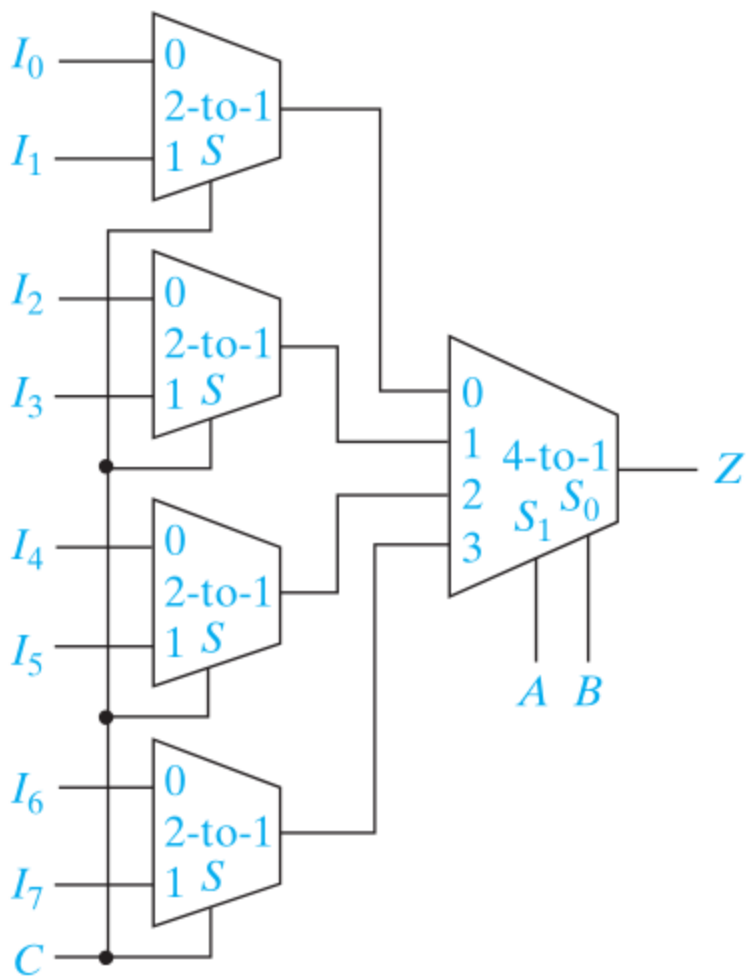 I₀
0
2-to-1
I₁
1 S
I₂
0
2-to-1
I₃
1 S
0
1
4-to-1
Z
2
S₁ S₀
3
I₄
0
2-to-1
I₅
1 S
A B
I₆
0
2-to-1
I₇
1 S
C